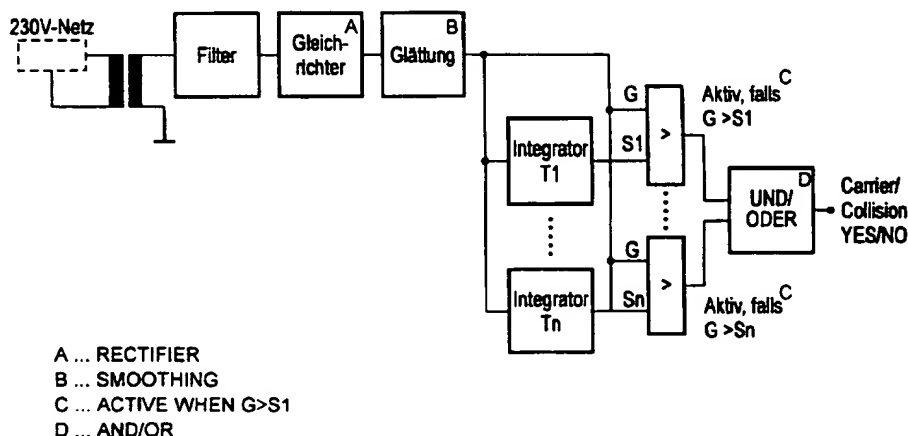 230V-Netz
Filter
A
Gleich-
richter
B
Glättung
G
S1
>
Aktiv, falls C
G >S1
Integrator
T1
D
UND/
ODER
Carrier/
Collision
YES/NO
G
Sn
>
Integrator
Tn
Aktiv, falls C
G >Sn
A ... RECTIFIER
B ... SMOOTHING
C ... ACTIVE WHEN G>S1
D ... AND/OR